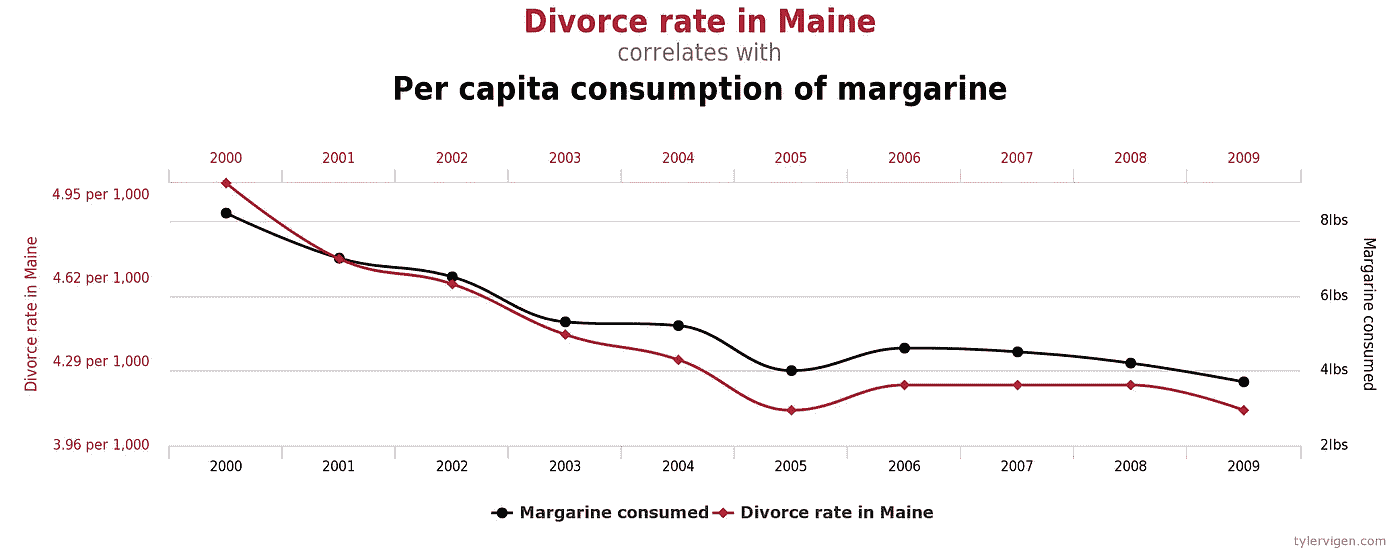 Divorce rate in Maine
correlates with
Per capita consumption of margarine
2000 2001 2002 2003 2004 2005 2006 2007 2008 2009
4.95 per 1,000
8lbs
4.62 per 1,000
6lbs
4.29 per 1,000
4lbs
3.96 per 1,000
2lbs
Divorce rate in Maine
Margarine consumed
2000 2001 2002 2003 2004 2005 2006 2007 2008 2009
Margarine consumed Divorce rate in Maine
tylervigen.com